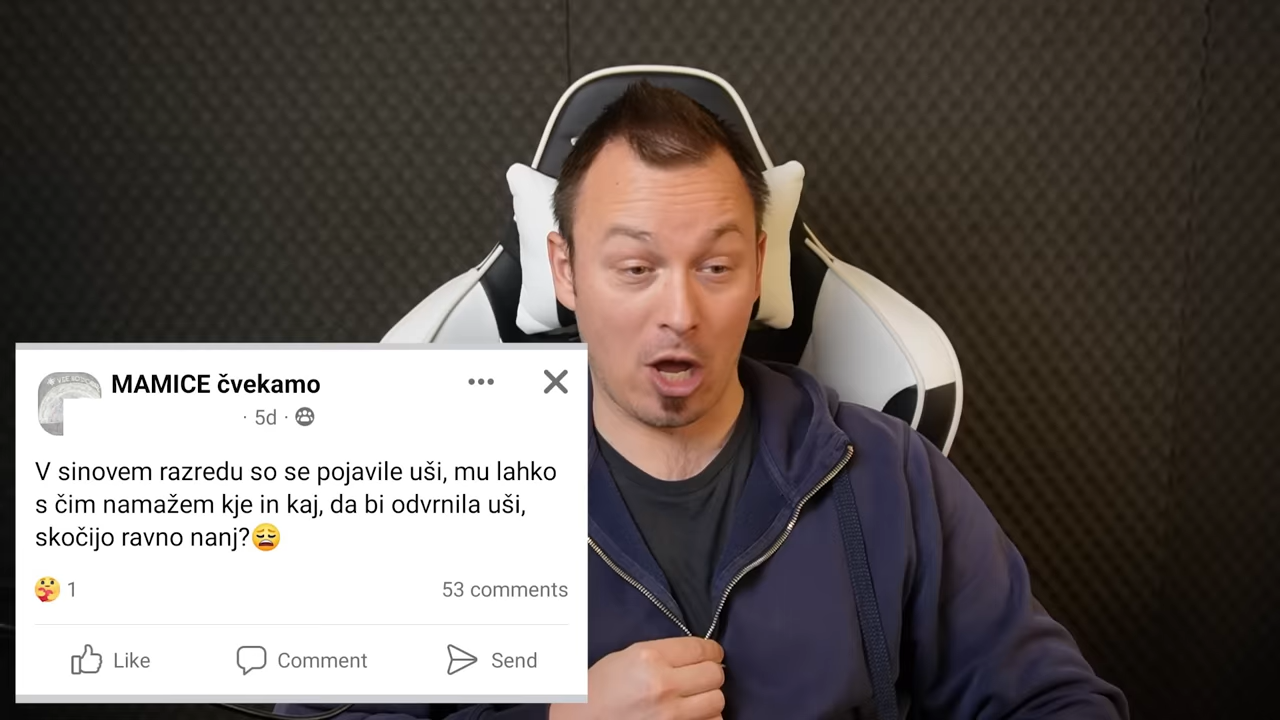 MAMICE čvekamo
· 5d ·
V sinovem razredu so se pojavile uši, mu lahko
s čim namažem kje in kaj, da bi odvrnila uši,
skočijo ravno nanj?😩
1
53 comments
Like
Comment
Send